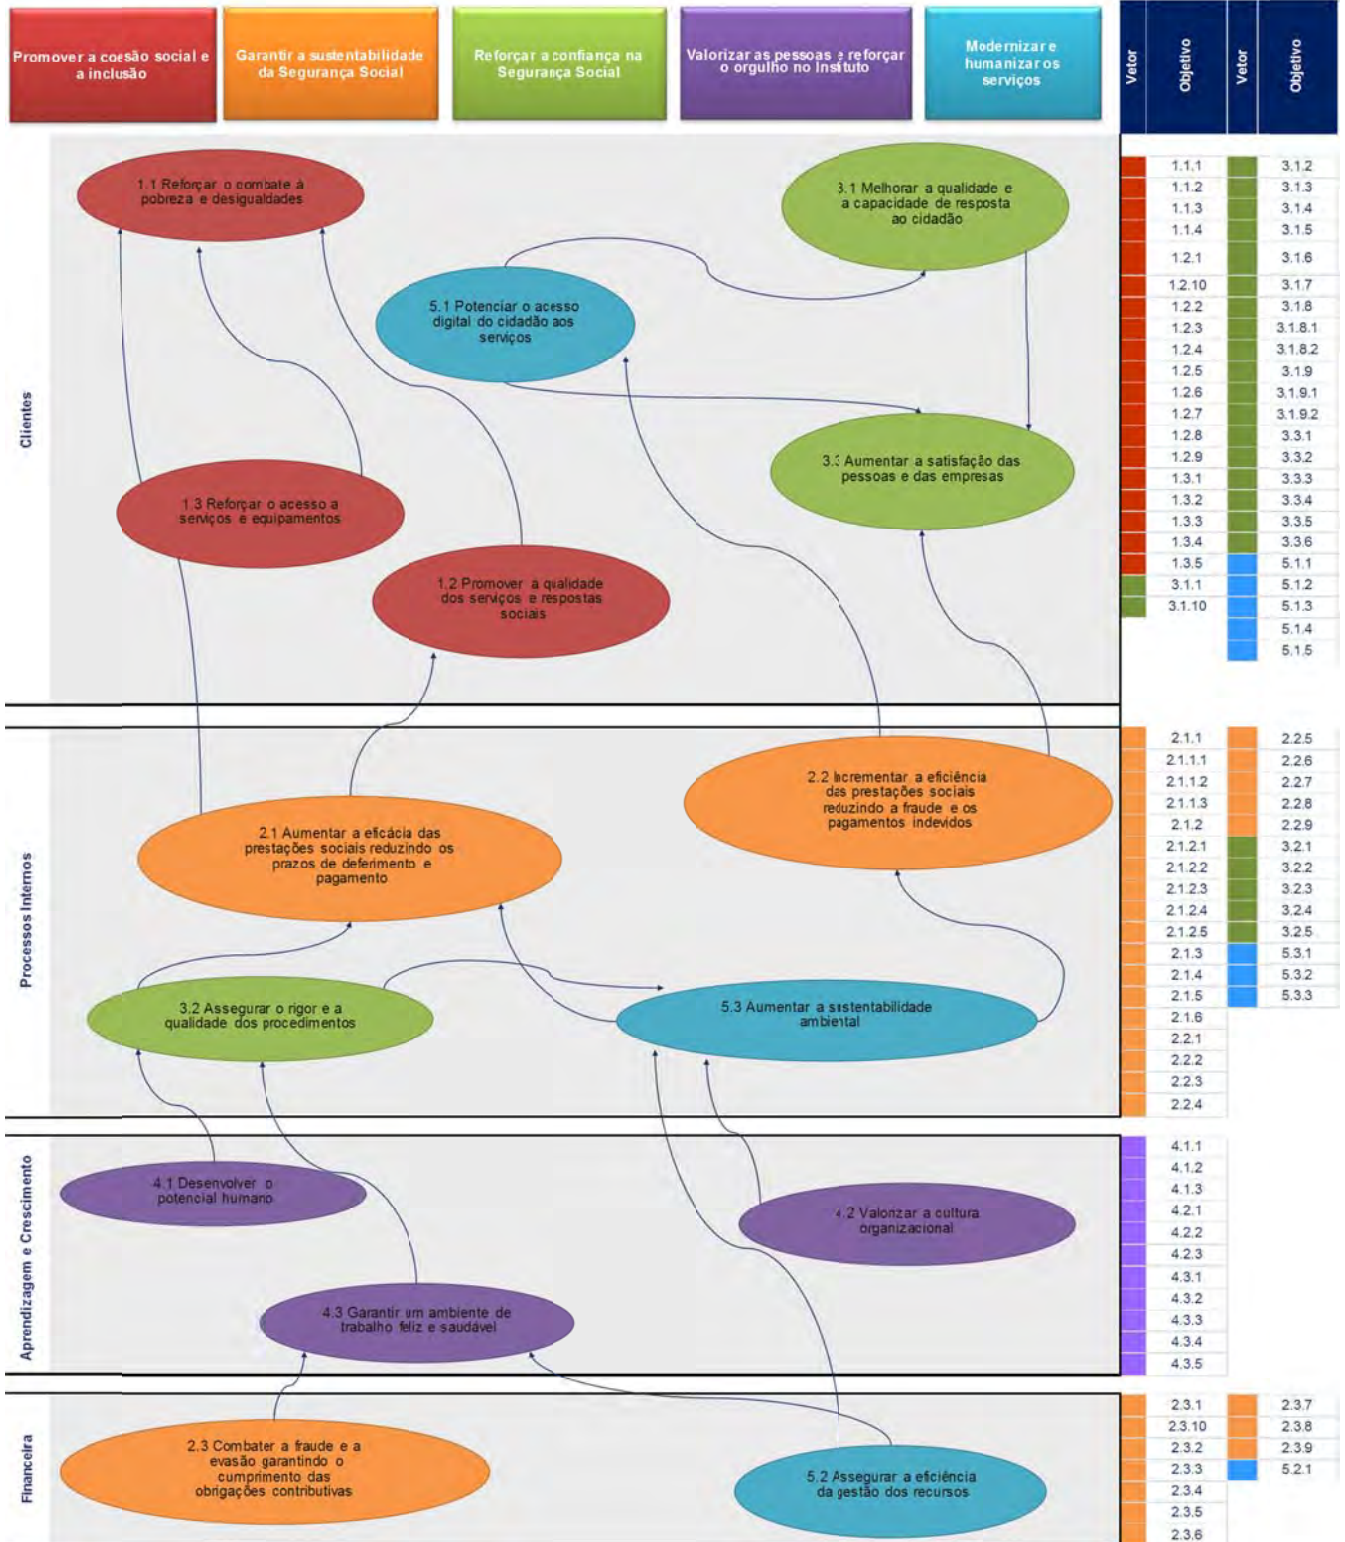 Promover a coesão social e
a inclusão
Garantir a sustentabilidade
da Segurança Social
Reforçar a confiança na
Segurança Social
Valorizar as pessoas e reforçar
o orgulho no Instituto
Modernizar e
humanizar os
serviços
Vetor
Objetivo
Vetor
Objetivo
Clientes
1.1 Reforçar o combate à
pobreza e desigualdades
3.1 Melhorar a qualidade e
a capacidade de resposta
ao cidadão
5.1 Potenciar o acesso
digital do cidadão aos
serviços
3.3 Aumentar a satisfação das
pessoas e das empresas
1.3 Reforçar o acesso a
serviços e equipamentos
1.2 Promover a qualidade
dos serviços e respostas
sociais
1.1.1
1.1.2
1.1.3
1.1.4
1.2.1
1.2.10
1.2.2
1.2.3
1.2.4
1.2.5
1.2.6
1.2.7
1.2.8
1.2.9
1.3.1
1.3.2
1.3.3
1.3.4
1.3.5
3.1.1
3.1.10
3.1.2
3.1.3
3.1.4
3.1.5
3.1.6
3.1.7
3.1.8
3.1.8.1
3.1.8.2
3.1.9
3.1.9.1
3.1.9.2
3.3.1
3.3.2
3.3.3
3.3.4
3.3.5
3.3.6
5.1.1
5.1.2
5.1.3
5.1.4
5.1.5
Processos Internos
2.2 Incrementar a eficiência
das prestações sociais
reduzindo a fraude e os
pagamentos indevidos
2.1 Aumentar a eficácia das
prestações sociais reduzindo os
prazos de deferimento e
pagamento
3.2 Assegurar o rigor e a
qualidade dos procedimentos
5.3 Aumentar a sustentabilidade
ambiental
2.1.1
2.1.1.1
2.1.1.2
2.1.1.3
2.1.2
2.1.2.1
2.1.2.2
2.1.2.3
2.1.2.4
2.1.2.5
2.1.3
2.1.4
2.1.5
2.1.6
2.2.1
2.2.2
2.2.3
2.2.4
2.2.5
2.2.6
2.2.7
2.2.8
2.2.9
3.2.1
3.2.2
3.2.3
3.2.4
3.2.5
5.3.1
5.3.2
5.3.3
Aprendizagem e Crescimento
4.1 Desenvolver o
potencial humano
4.2 Valorizar a cultura
organizacional
4.3 Garantir um ambiente de
trabalho feliz e saudável
4.1.1
4.1.2
4.1.3
4.2.1
4.2.2
4.2.3
4.3.1
4.3.2
4.3.3
4.3.4
4.3.5
Financeira
2.3 Combater a fraude e a
evasão garantindo o
cumprimento das
obrigações contributivas
5.2 Assegurar a eficiência
da gestão dos recursos
2.3.1
2.3.10
2.3.2
2.3.3
2.3.4
2.3.5
2.3.6
2.3.7
2.3.8
2.3.9
5.2.1